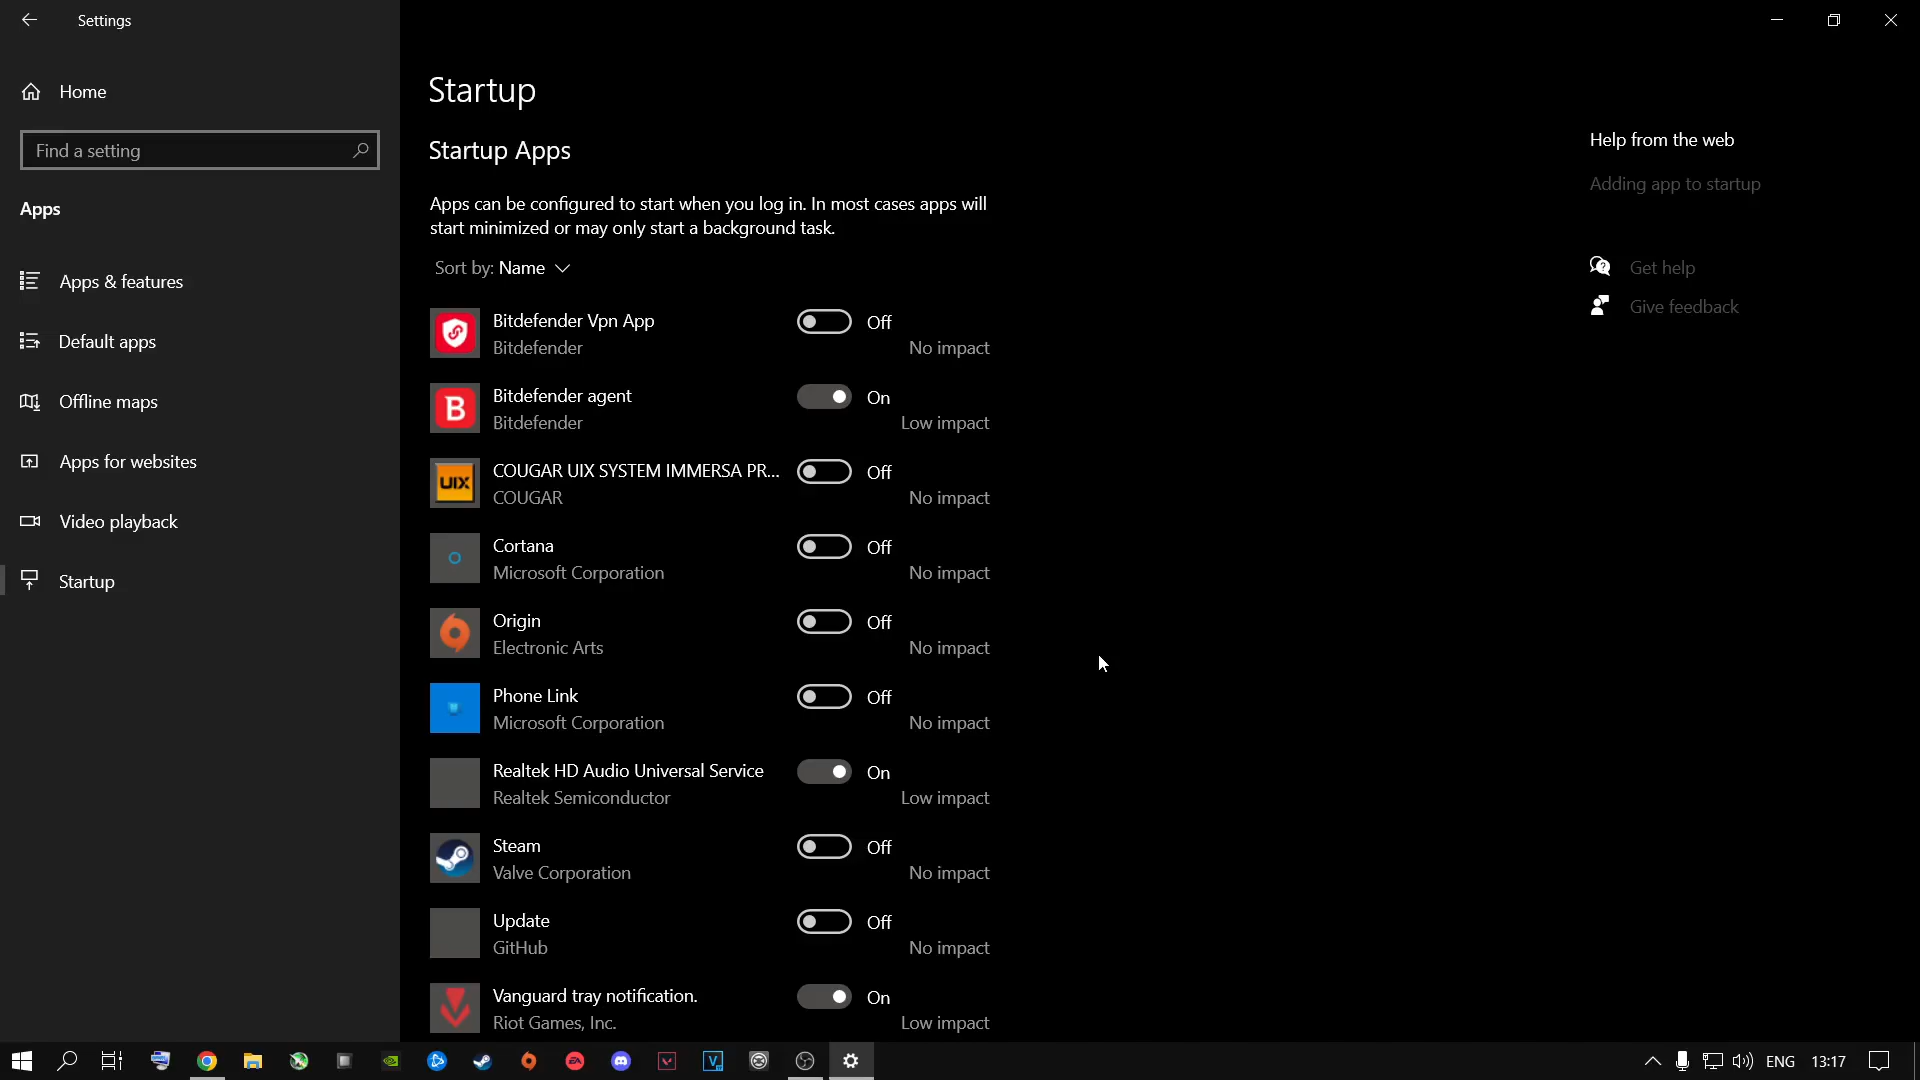 Settings
Home
Find a setting
Apps
Apps & features
Default apps
Offline maps
Apps for websites
Video playback
Startup
Startup
Startup Apps
Apps can be configured to start when you log in. In most cases apps will
start minimized or may only start a background task.
Sort by: Name
Bitdefender Vpn App
Off
Bitdefender
No impact
Bitdefender agent
On
Bitdefender
Low impact
UIX
COUGAR UIX SYSTEM IMMERSA PR...
Off
COUGAR
No impact
Cortana
Off
Microsoft Corporation
No impact
Origin
Off
Electronic Arts
No impact
Phone Link
Off
Microsoft Corporation
No impact
Realtek HD Audio Universal Service
On
Realtek Semiconductor
Low impact
Steam
Off
Valve Corporation
No impact
Update
Off
GitHub
No impact
Vanguard tray notification.
On
Riot Games, Inc.
Low impact
Help from the web
Adding app to startup
Get help
Give feedback
ENG
13:17